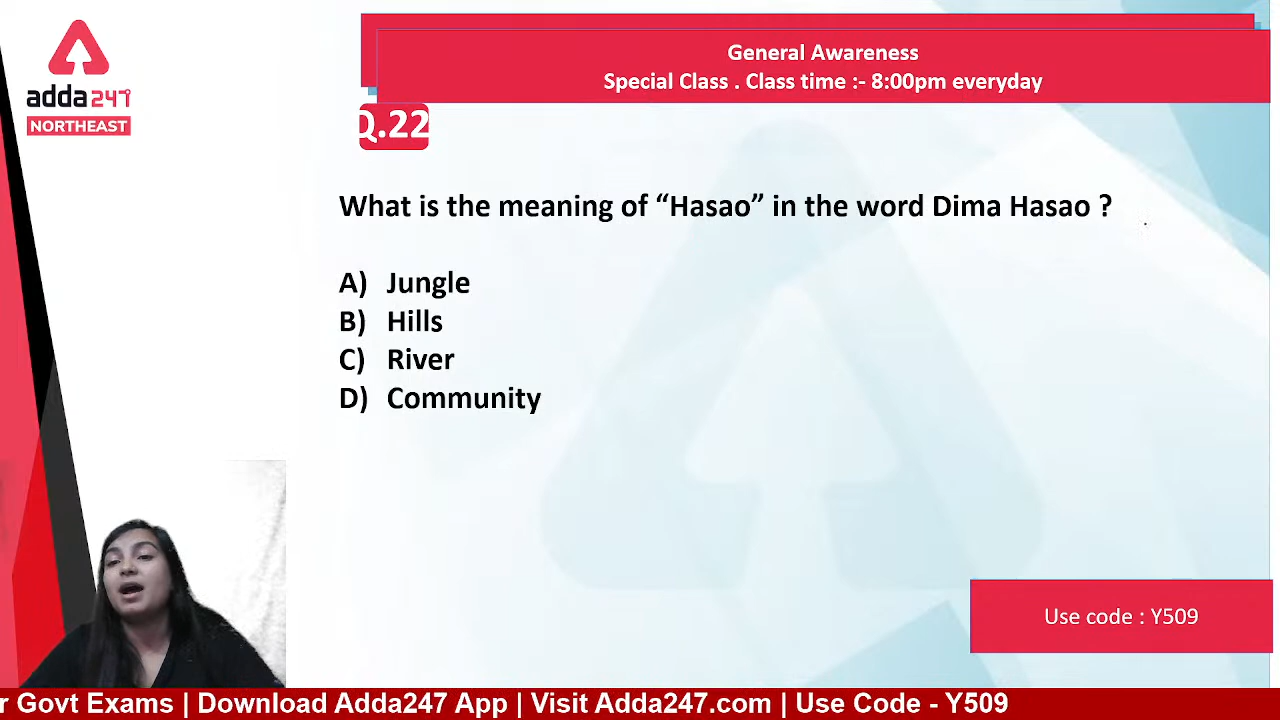 General Awareness
Special Class . Class time :- 8:00pm everyday
adda247
NORTHEAST
Q.22
What is the meaning of “Hasao” in the word Dima Hasao ?
A) Jungle
B) Hills
C) River
D) Community
Use code : Y509
r Govt Exams | Download Adda247 App | Visit Adda247.com | Use Code - Y509